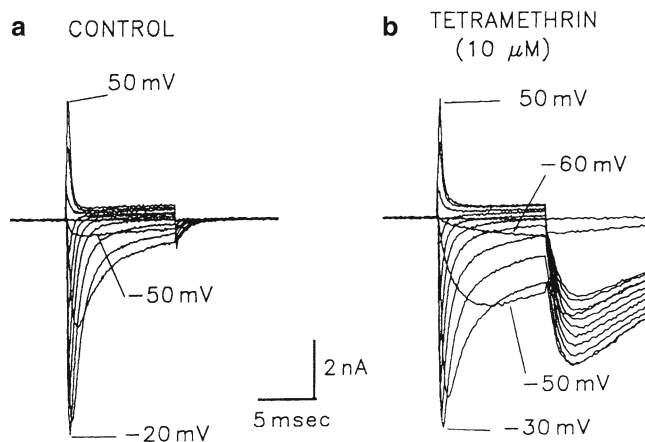 a CONTROL
50 mV
−50 mV
−20 mV
2 nA
5 msec
b TETRAMETHRIN
(10 μM)
50 mV
−60 mV
−50 mV
−30 mV